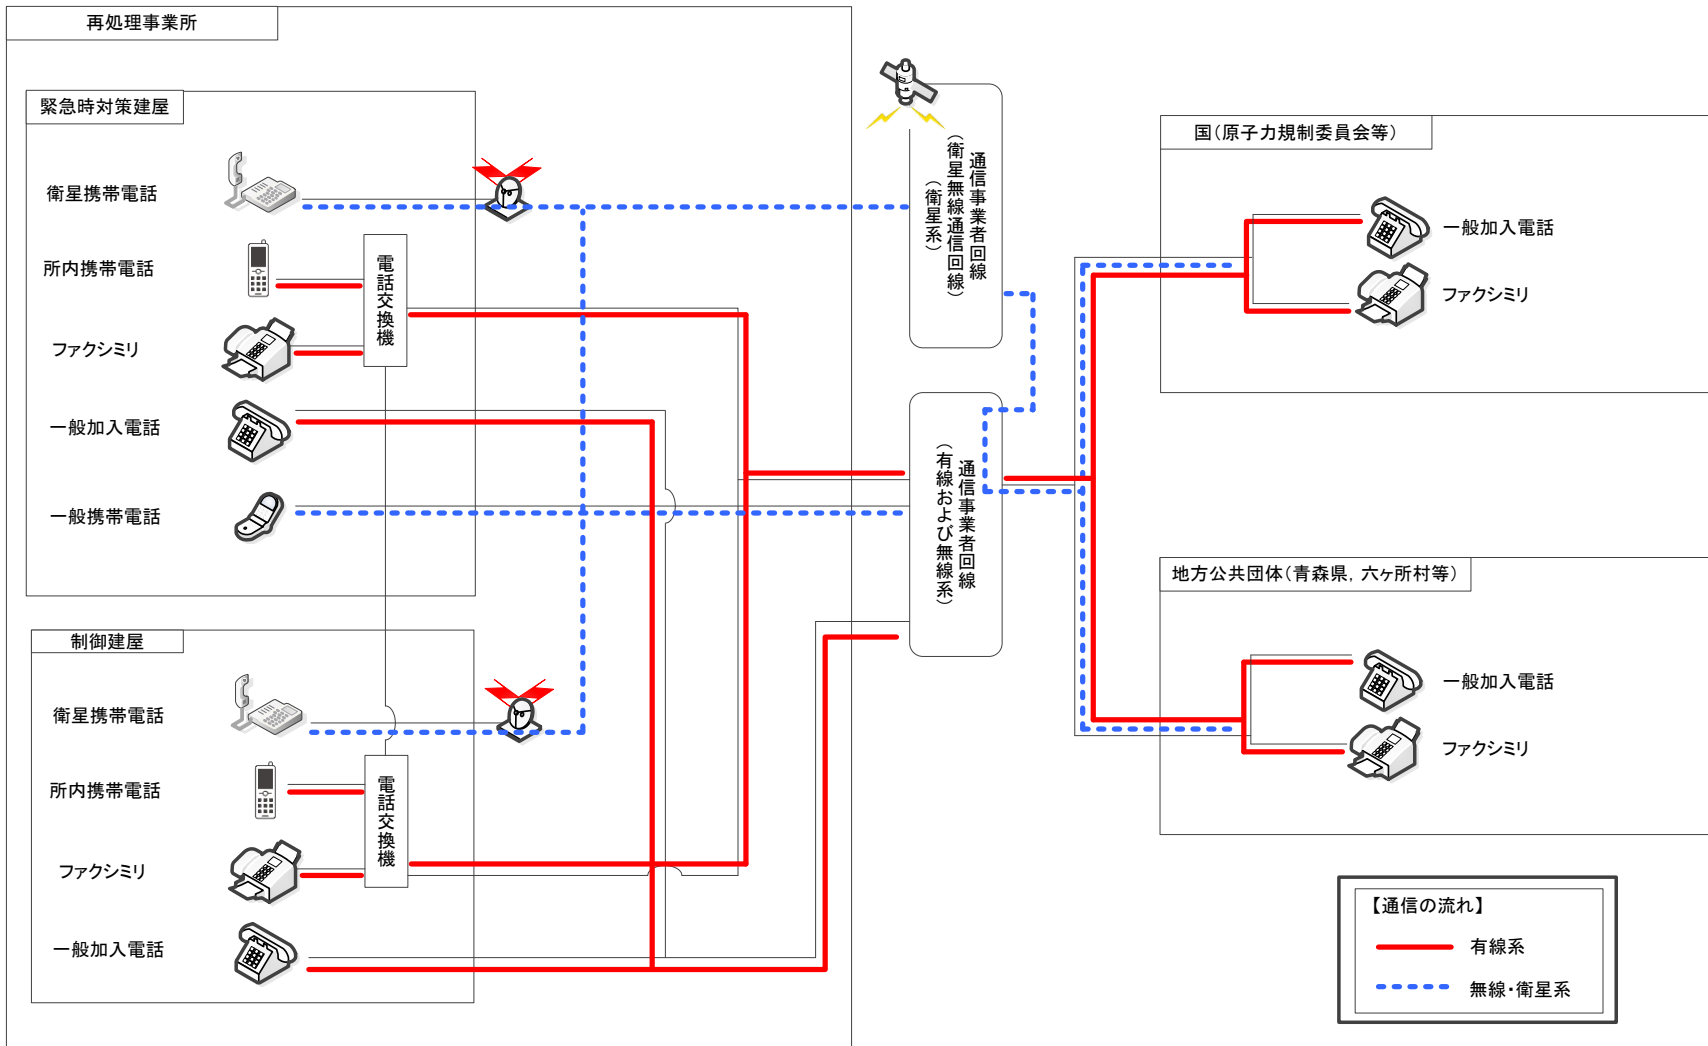 再処理事業所
緊急時対策建屋
衛星携帯電話
所内携帯電話
ファクシミリ
一般加入電話
一般携帯電話
電話交換機
制御建屋
衛星携帯電話
所内携帯電話
ファクシミリ
一般加入電話
電話交換機
通信事業者回線
(衛星無線通信回線)
(衛星系)
通信事業者回線
(有線および無線系)
国(原子力規制委員会等)
一般加入電話
ファクシミリ
地方公共団体(青森県,六ヶ所村等)
一般加入電話
ファクシミリ
【通信の流れ】
有線系
無線・衛星系